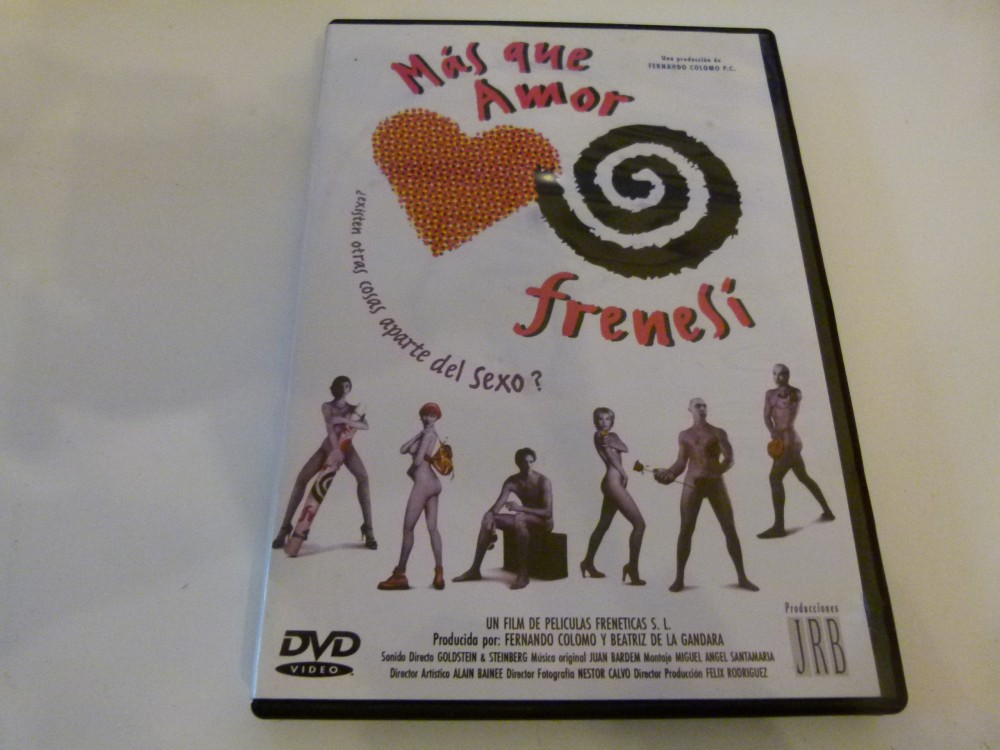 Más que
Amor
Una producción de
FERNANDO COLOMO P.C.
frenesí
?existen otras cosas aparte del sexo?
UN FILM DE PELICULAS FRENETICAS S. L.
Producida por: FERNANDO COLOMO Y BEATRIZ DE LA GANDARA
Sonido Directo GOLDSTEIN & STEINBERG Música original JUAN BARDEM Montaje MIGUEL ANGEL SANTAMARIA
Director Artístico ALAIN BAINEE Director Fotografía NESTOR CALVO Director Producción FELIX RODRIGUEZ
DVD
VIDEO
Producciones
JRB